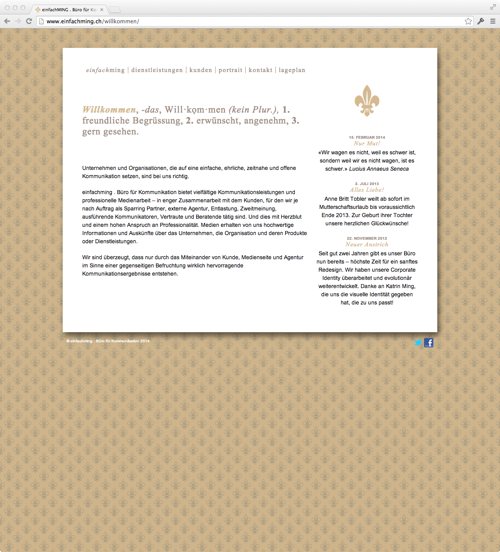 einfachMING . Büro für Ko
www.einfachming.ch/willkommen/
einfachming | dienstleistungen | kunden | portrait | kontakt | lageplan
Willkommen, -das, Will·kom·men (kein Plur.), 1.
freundliche Begrüssung, 2. erwünscht, angenehm, 3.
gern gesehen.
Unternehmen und Organisationen, die auf eine einfache, ehrliche, zeitnahe und offene
Kommunikation setzen, sind bei uns richtig.
einfachming . Büro für Kommunikation bietet vielfältige Kommunikationsleistungen und
professionelle Medienarbeit – in enger Zusammenarbeit mit dem Kunden, für den wir je
nach Auftrag als Sparring Partner, externe Agentur, Entlastung, Zweitmeinung,
ausführende Kommunikatoren, Vertraute und Beratende tätig sind. Und dies mit Herzblut
und einem hohen Anspruch an Professionalität. Medien erhalten von uns hochwertige
Informationen und Auskünfte über das Unternehmen, die Organisation und deren Produkte
oder Dienstleistungen.
Wir sind überzeugt, dass nur durch das Miteinander von Kunde, Medienseite und Agentur
im Sinne einer gegenseitigen Befruchtung wirklich hervorragende
Kommunikationsergebnisse entstehen.
10. FEBRUAR 2014
Nur Mut!
«Wir wagen es nicht, weil es schwer ist,
sondern weil wir es nicht wagen, ist es
schwer.» Lucius Annaeus Seneca
3. JULI 2013
Alles Liebe!
Anne Britt Tobler weilt ab sofort im
Mutterschaftsurlaub bis voraussichtlich
Ende 2013. Zur Geburt ihrer Tochter
unsere herzlichen Glückwünsche!
22. NOVEMBER 2012
Neuer Anstrich
Seit gut zwei Jahren gibt es unser Büro
nun bereits – höchste Zeit für ein sanftes
Redesign. Wir haben unsere Corporate
Identity überarbeitet und evolutionär
weiterentwickelt. Danke an Katrin Ming,
die uns die visuelle Identität gegeben
hat, die zu uns passt!
© einfachming . Büro für Kommunikation 2014